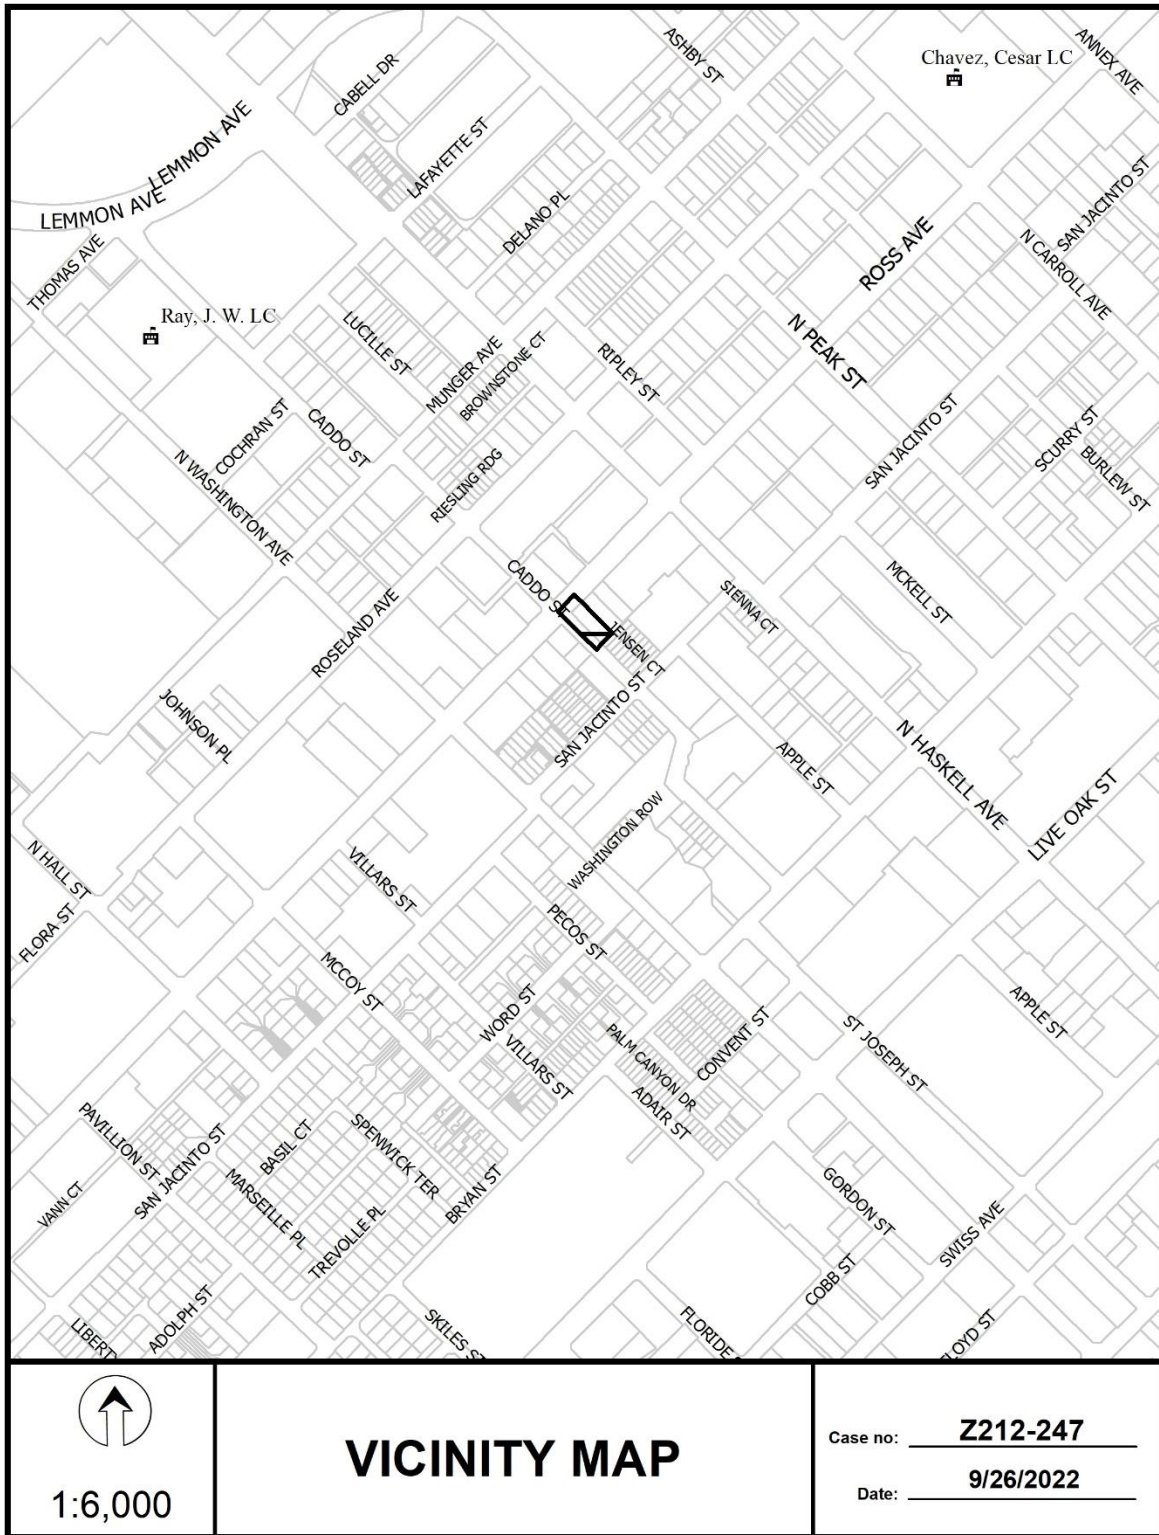 ASHBY ST
Chavez, Cesar LC
ANNEX AVE
CABELL DR
LEMMON AVE
LAFAYETTE ST
LEMMON AVE
DELANO PL
SAN JACINTO ST
THOMAS AVE
ROSS AVE
N CARROLL AVE
Ray, J. W. LC
LUCILLE ST
MUNGER AVE
BROWNSTONE CT
RIPLEY ST
N PEAK ST
COCHRAN ST
CADDO ST
SAN JACINTO ST
SCURRY ST
BURLEW ST
N WASHINGTON AVE
RIESLING RDG
CADDO ST
SIENNA CT
MCKELL ST
ROSELAND AVE
JENSEN CT
JOHNSON PL
SAN JACINTO ST
APPLE ST
N HASKELL AVE
LIVE OAK ST
WASHINGTON ROW
N HALL ST
VILLARS ST
FLORA ST
PECOS ST
MCCOY ST
WORD ST
APPLE ST
VILLARS ST
PALM CANYON DR
CONVENT ST
ST JOSEPH ST
ADAIR ST
PAVILLION ST
SAN JACINTO ST
BASIL CT
SPENWICK TER
VANN CT
MARSEILLE PL
BRYAN ST
GORDON ST
TREVOLLE PL
SWISS AVE
COBB ST
LIBERTY
ADOLPH ST
SKILES ST
FLORIDE
LOYD ST
1:6,000
VICINITY MAP
Case no: Z212-247
Date: 9/26/2022